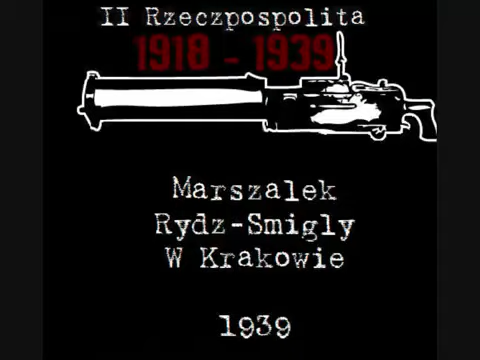 II Rzeczpospolita
1918 - 1939
Marszalek
Rydz-Smigly
W Krakowie
1939